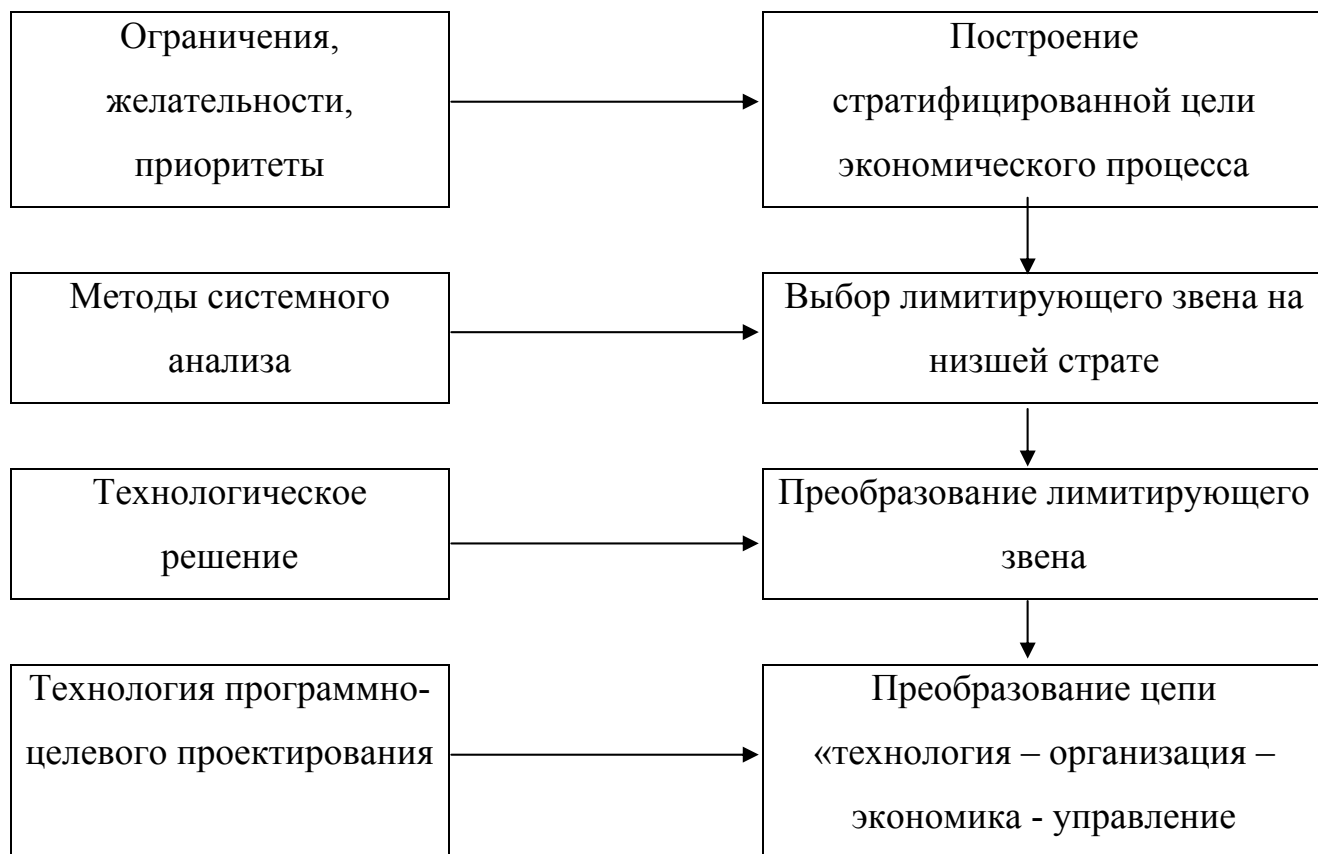 Ограничения,
желательности,
приоритеты
Построение
стратифицированной цели
экономического процесса
Методы системного
анализа
Выбор лимитирующего звена на
низшей страте
Технологическое
решение
Преобразование лимитирующего
звена
Технология программно-
целевого проектирования
Преобразование цепи
«технология – организация –
экономика - управление